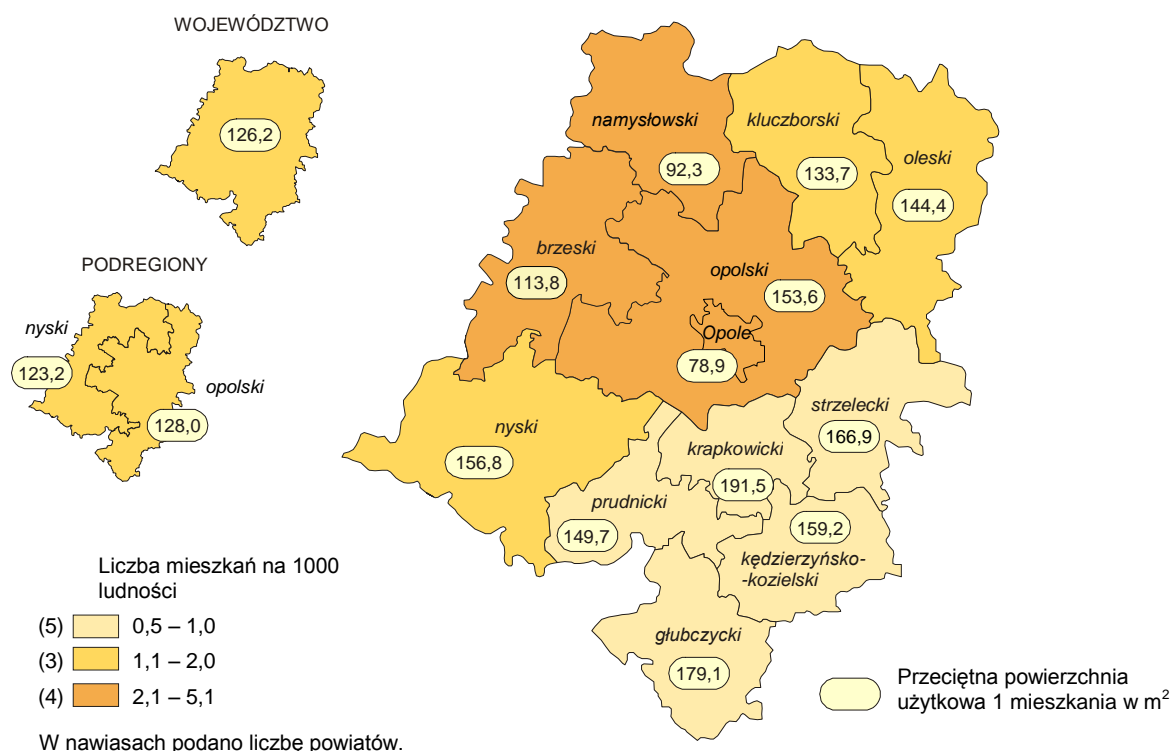 WOJEWÓDZTWO
126,2
PODREGIONY
nyski
123,2
opolski
128,0
namysłowski
92,3
kluczborski
133,7
oleski
144,4
brzeski
113,8
opolski
153,6
Opole
78,9
nyski
156,8
strzelecki
166,9
krapkowicki
191,5
prudnicki
149,7
159,2
kędzierzyńsko-
-kozielski
głubczycki
179,1
Liczba mieszkań na 1000
ludności
(5) 0,5 – 1,0
(3) 1,1 – 2,0
(4) 2,1 – 5,1
W nawiasach podano liczbę powiatów.
Przeciętna powierzchnia
użytkowa 1 mieszkania w m²